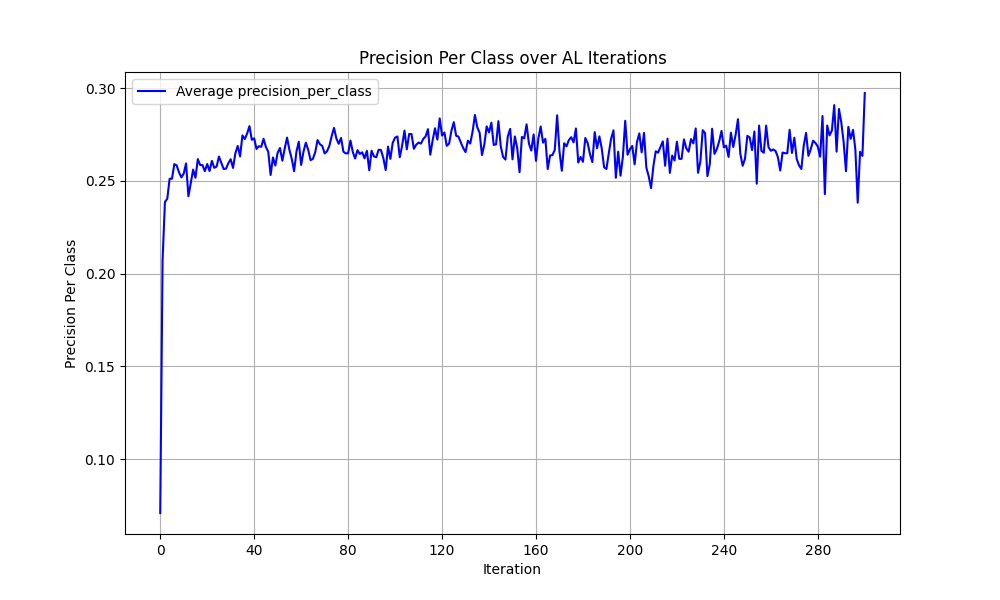 Precision Per Class over AL Iterations
Average precision_per_class
0.30
0.25
0.20
0.15
0.10
Precision Per Class
0 40 80 120 160 200 240 280
Iteration